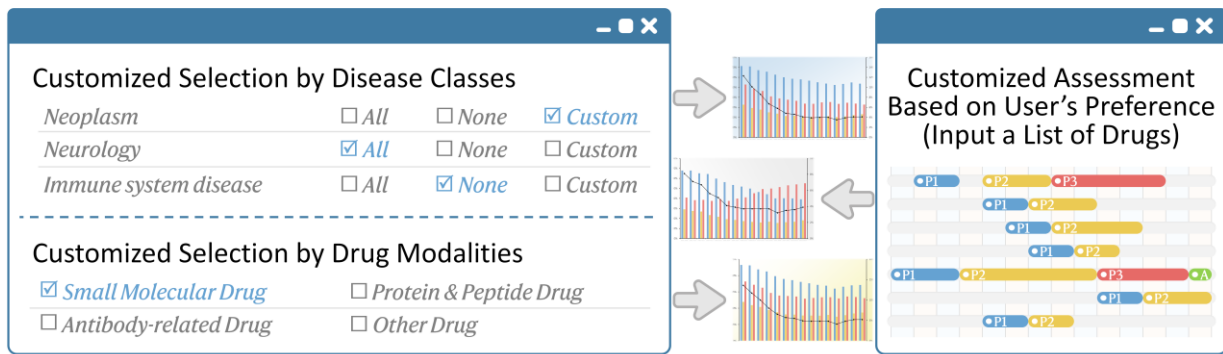 Customized Selection by Disease Classes
Neoplasm All None Custom
Neurology All None Custom
Immune system disease All None Custom
Customized Selection by Drug Modalities
Small Molecular Drug Protein & Peptide Drug
Antibody-related Drug Other Drug
Customized Assessment
Based on User's Preference
(Input a List of Drugs)
P1 P2 P3
P1 P2
P1 P2
P1 P2
P1 P2 P3 A
P1 P2
P1 P2